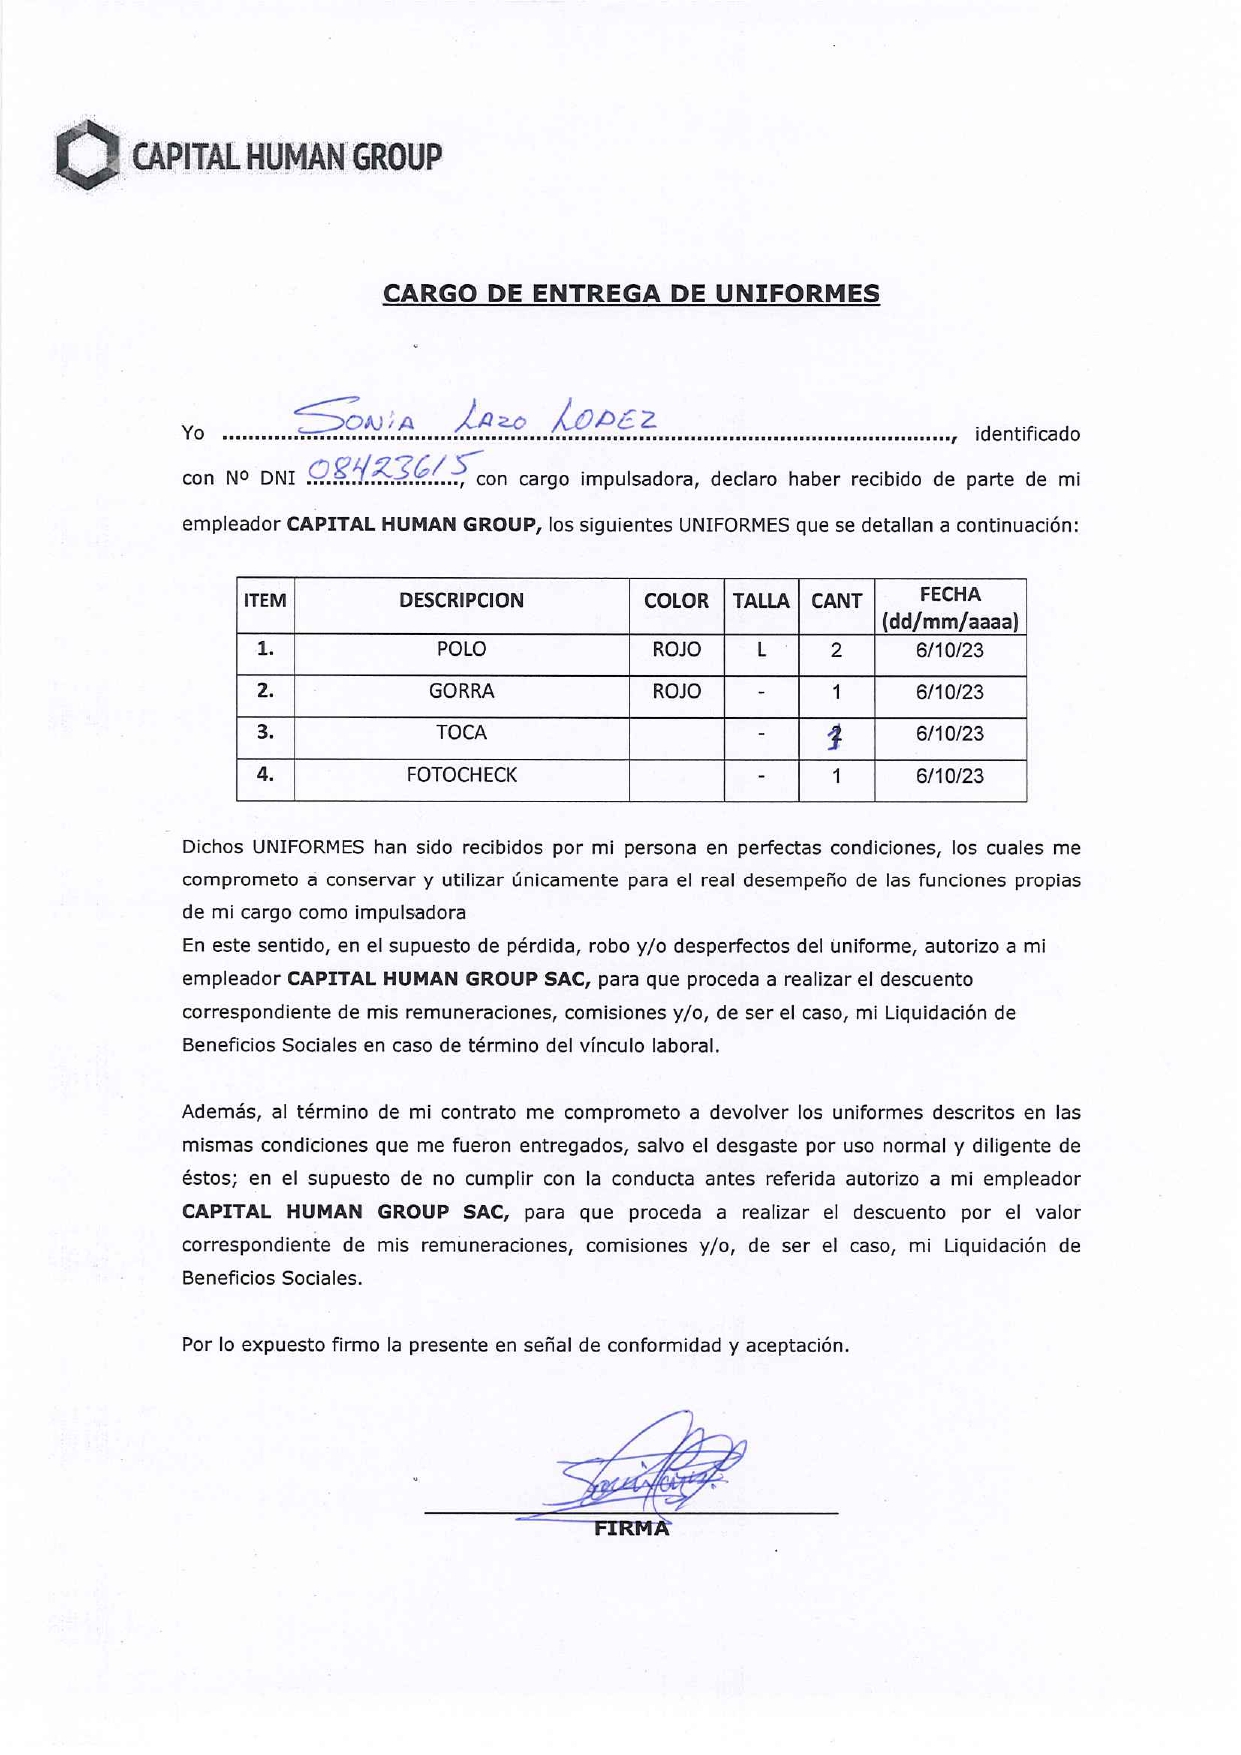 CAPITAL HUMAN GROUP
CARGO DE ENTREGA DE UNIFORMES
Yo SONIA LAZO LOPEZ, identificado
con Nº DNI 08423615, con cargo impulsadora, declaro haber recibido de parte de mi
empleador CAPITAL HUMAN GROUP, los siguientes UNIFORMES que se detallan a continuación:
ITEM DESCRIPCION COLOR TALLA CANT FECHA (dd/mm/aaaa)
1. POLO ROJO L 2 6/10/23
2. GORRA ROJO - 1 6/10/23
3. TOCA - 1 6/10/23
4. FOTOCHECK - 1 6/10/23
Dichos UNIFORMES han sido recibidos por mi persona en perfectas condiciones, los cuales me
comprometo a conservar y utilizar únicamente para el real desempeño de las funciones propias
de mi cargo como impulsadora
En este sentido, en el supuesto de pérdida, robo y/o desperfectos del uniforme, autorizo a mi
empleador CAPITAL HUMAN GROUP SAC, para que proceda a realizar el descuento
correspondiente de mis remuneraciones, comisiones y/o, de ser el caso, mi Liquidación de
Beneficios Sociales en caso de término del vínculo laboral.
Además, al término de mi contrato me comprometo a devolver los uniformes descritos en las
mismas condiciones que me fueron entregados, salvo el desgaste por uso normal y diligente de
éstos; en el supuesto de no cumplir con la conducta antes referida autorizo a mi empleador
CAPITAL HUMAN GROUP SAC, para que proceda a realizar el descuento por el valor
correspondiente de mis remuneraciones, comisiones y/o, de ser el caso, mi Liquidación de
Beneficios Sociales.
Por lo expuesto firmo la presente en señal de conformidad y aceptación.
FIRMA